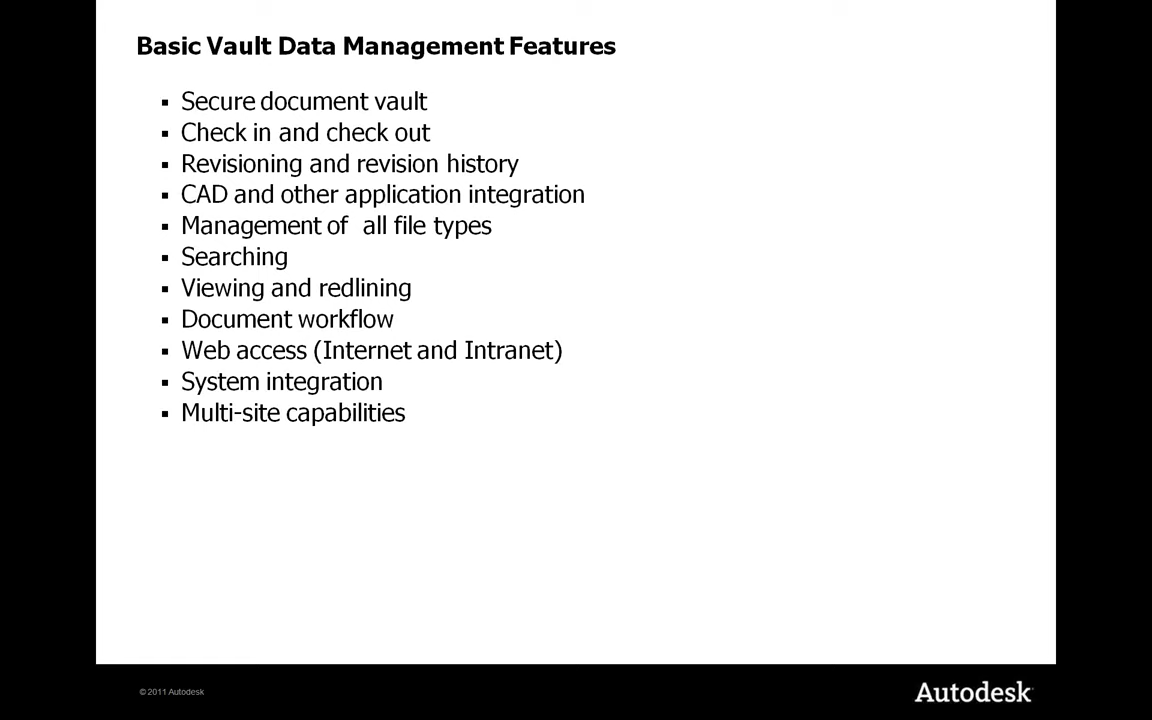 Basic Vault Data Management Features
▪ Secure document vault
▪ Check in and check out
▪ Revisioning and revision history
▪ CAD and other application integration
▪ Management of  all file types
▪ Searching
▪ Viewing and redlining
▪ Document workflow
▪ Web access (Internet and Intranet)
▪ System integration
▪ Multi-site capabilities
© 2011 Autodesk
Autodesk